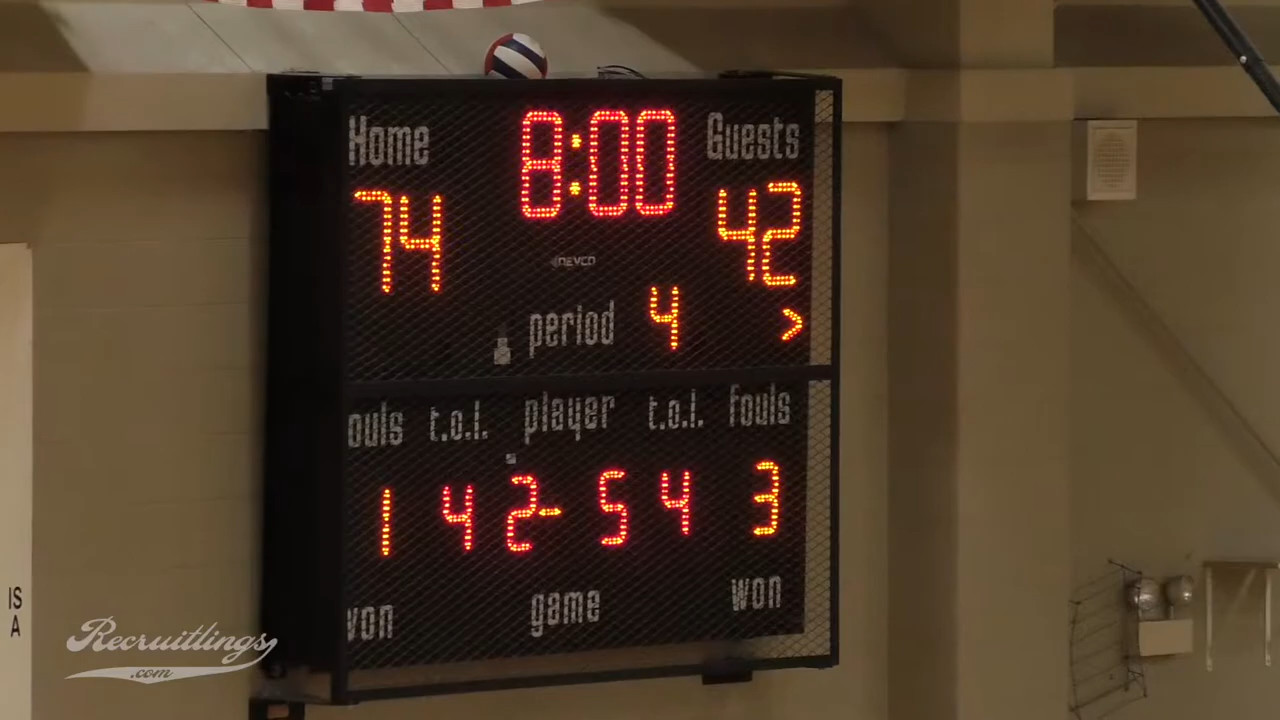 Home 8:00 Guests
74 42
NEVCO
period 4 >
ouls t.o.l. player t.o.l. fouls
1 4 2- 5 4 3
won game won
IS
A
Recruitlings
.com